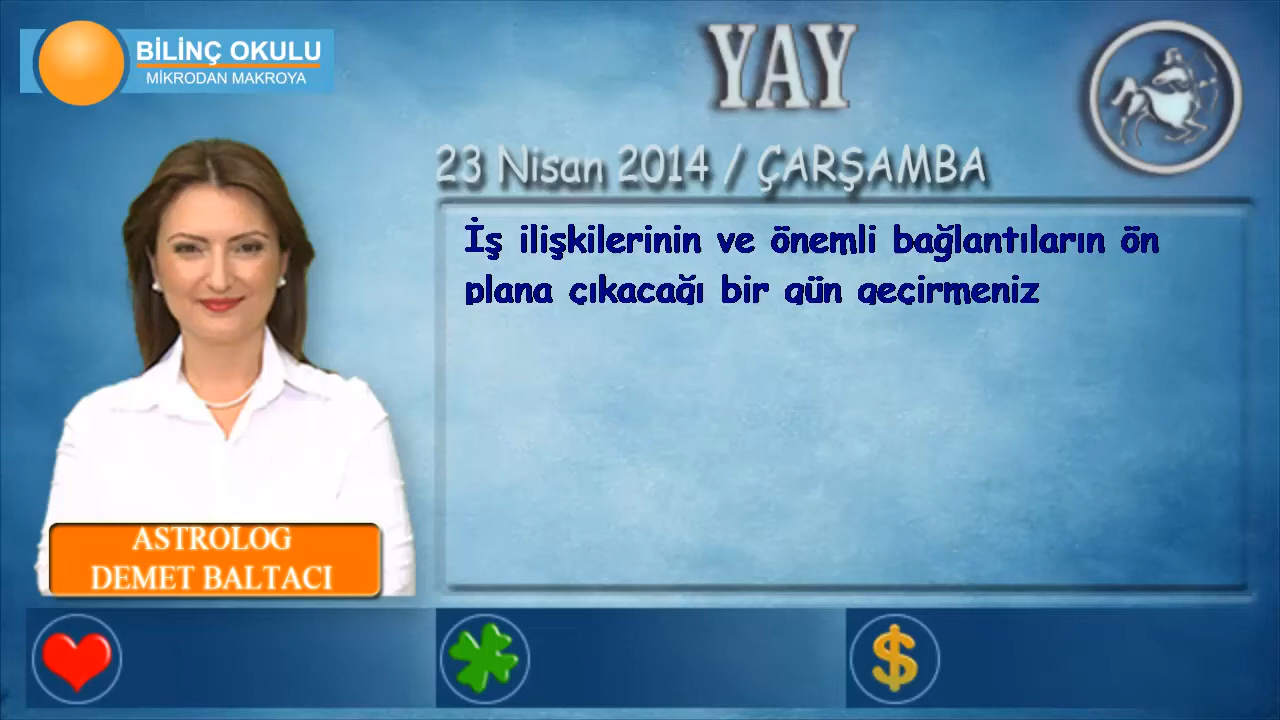 BİLİNÇ OKULU
MİKRODAN MAKROYA
YAY
23 Nisan 2014 / ÇARŞAMBA
İş ilişkilerinin ve önemli bağlantıların ön
plana çıkacağı bir gün geçirmeniz
ASTROLOG
DEMET BALTACI